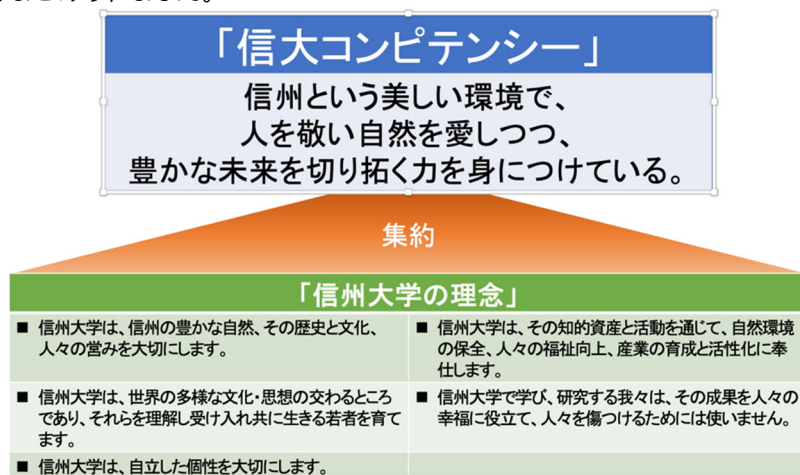 「信大コンピテンシー」
信州という美しい環境で、
人を敬い自然を愛しつつ、
豊かな未来を切り拓く力を身につけている。
集約
「信州大学の理念」
■ 信州大学は、信州の豊かな自然、その歴史と文化、
人々の営みを大切にします。
■ 信州大学は、その知的資産と活動を通じて、自然環境
の保全、人々の福祉向上、産業の育成と活性化に奉
仕します。
■ 信州大学は、世界の多様な文化・思想の交わるところ
であり、それらを理解し受け入れ共に生きる若者を育て
ます。
■ 信州大学で学び、研究する我々は、その成果を人々の
幸福に役立て、人々を傷つけるためには使いません。
■ 信州大学は、自立した個性を大切にします。